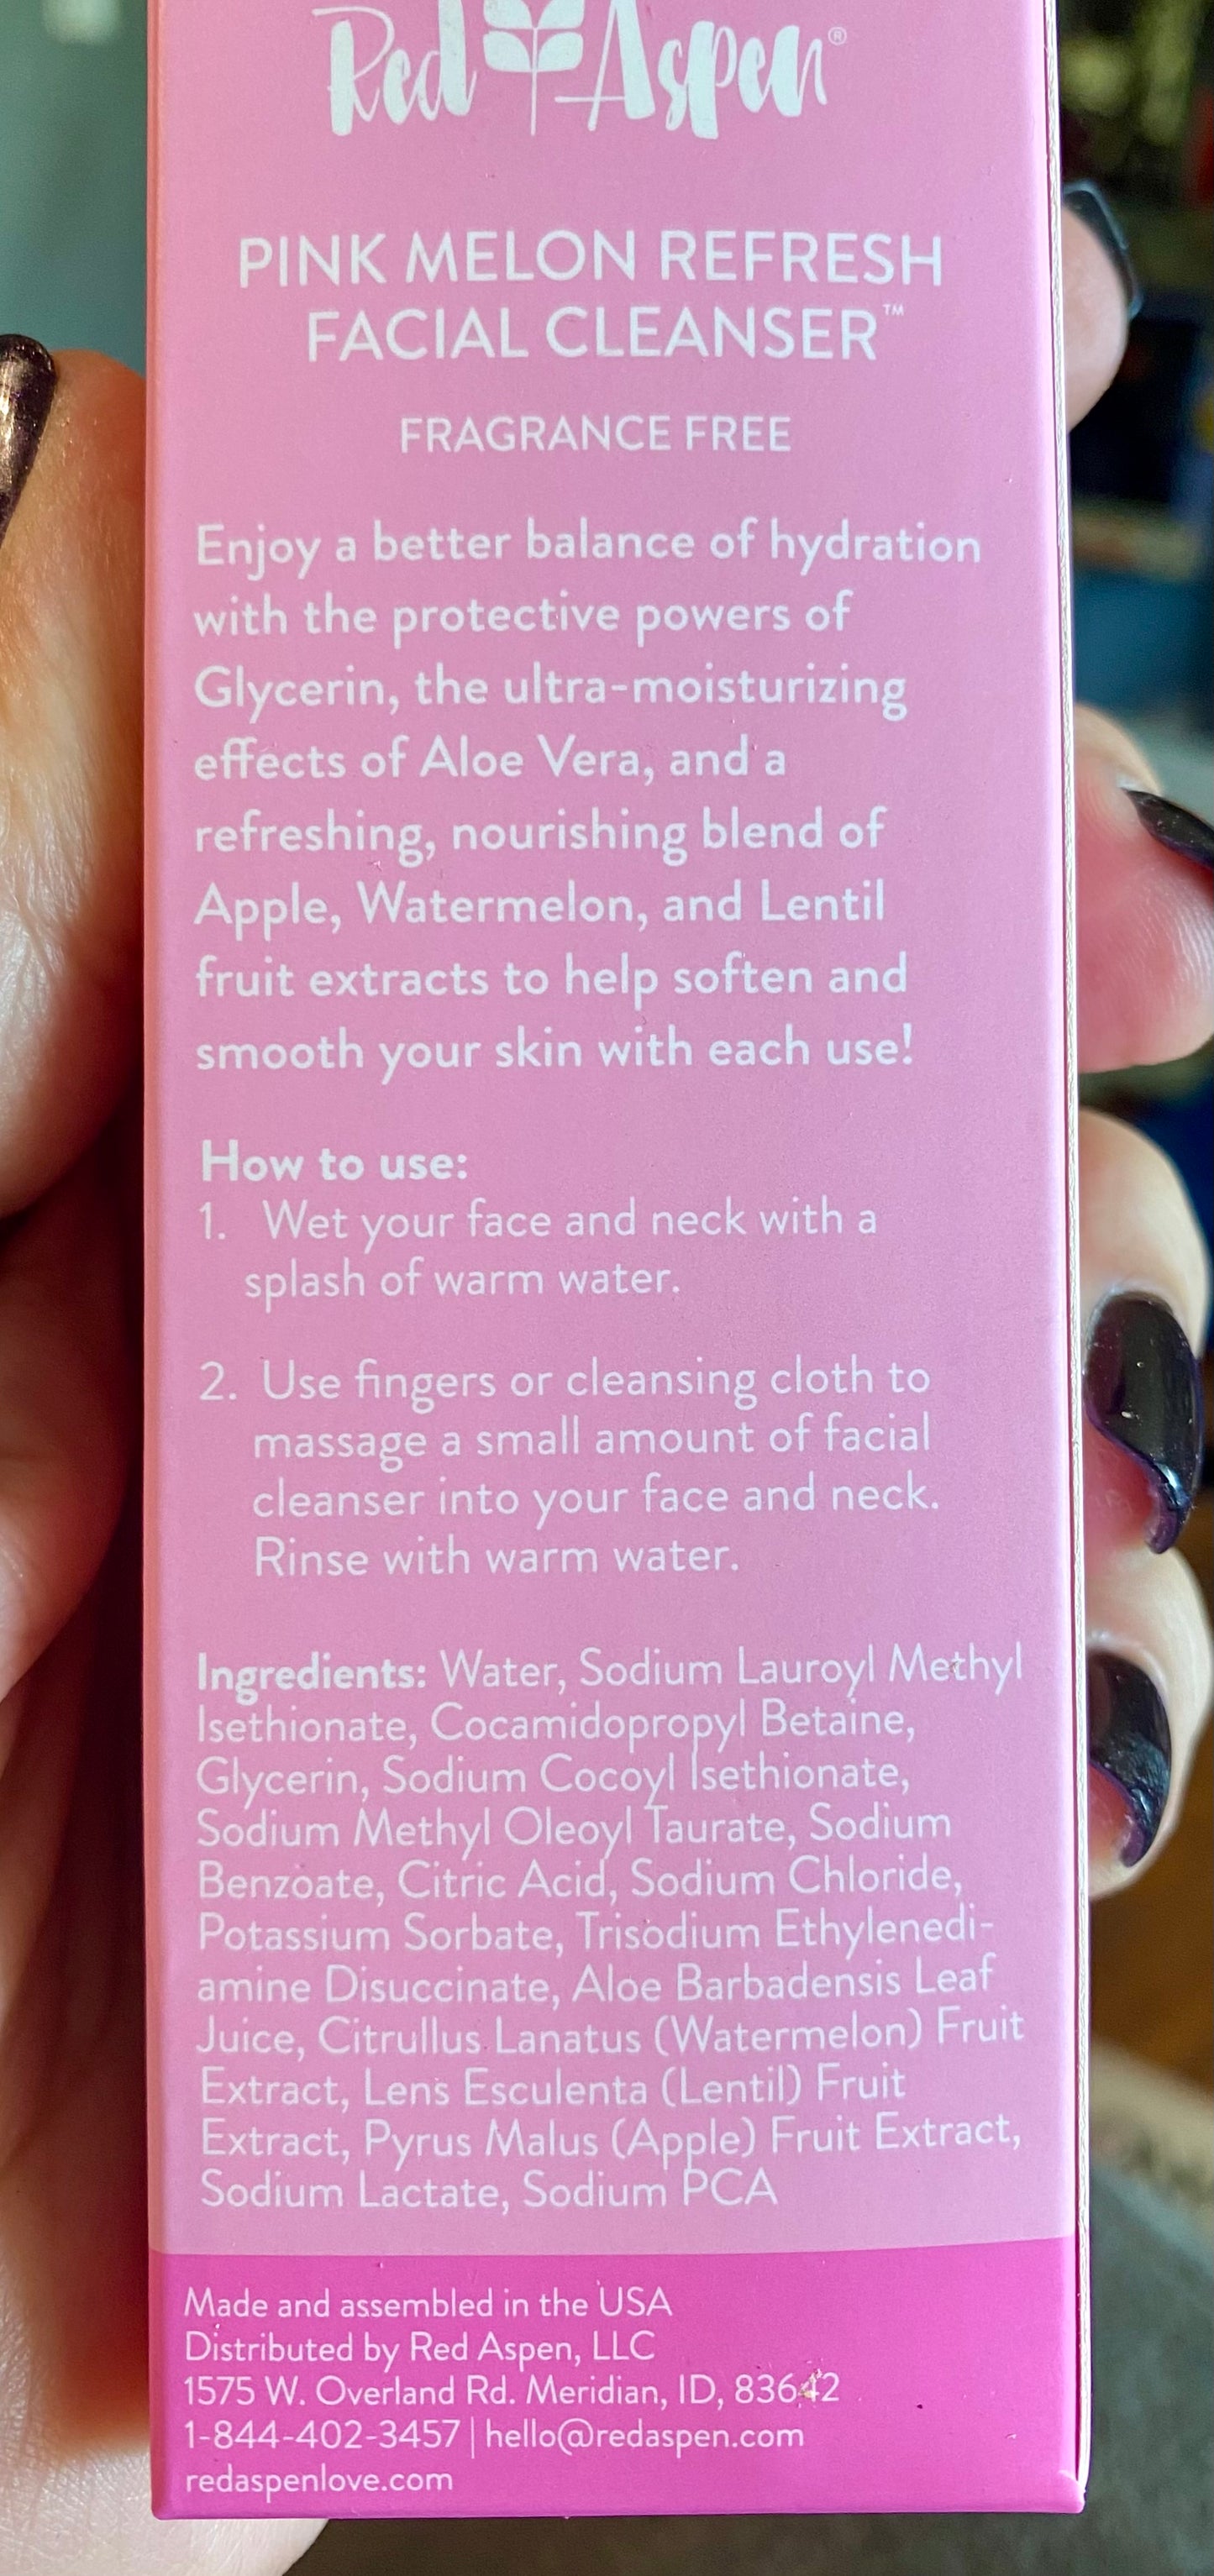 Red Aspen®
PINK MELON REFRESH
FACIAL CLEANSER™
FRAGRANCE FREE
Enjoy a better balance of hydration
with the protective powers of
Glycerin, the ultra-moisturizing
effects of Aloe Vera, and a
refreshing, nourishing blend of
Apple, Watermelon, and Lentil
fruit extracts to help soften and
smooth your skin with each use!
How to use:
1. Wet your face and neck with a
splash of warm water.
2. Use fingers or cleansing cloth to
massage a small amount of facial
cleanser into your face and neck.
Rinse with warm water.
Ingredients: Water, Sodium Lauroyl Methyl
Isethionate, Cocamidopropyl Betaine,
Glycerin, Sodium Cocoyl Isethionate,
Sodium Methyl Oleoyl Taurate, Sodium
Benzoate, Citric Acid, Sodium Chloride,
Potassium Sorbate, Trisodium Ethylenedi-
amine Disuccinate, Aloe Barbadensis Leaf
Juice, Citrullus Lanatus (Watermelon) Fruit
Extract, Lens Esculenta (Lentil) Fruit
Extract, Pyrus Malus (Apple) Fruit Extract,
Sodium Lactate, Sodium PCA
Made and assembled in the USA
Distributed by Red Aspen, LLC
1575 W. Overland Rd. Meridian, ID, 83642
1-844-402-3457 | hello@redaspen.com
redaspenlove.com